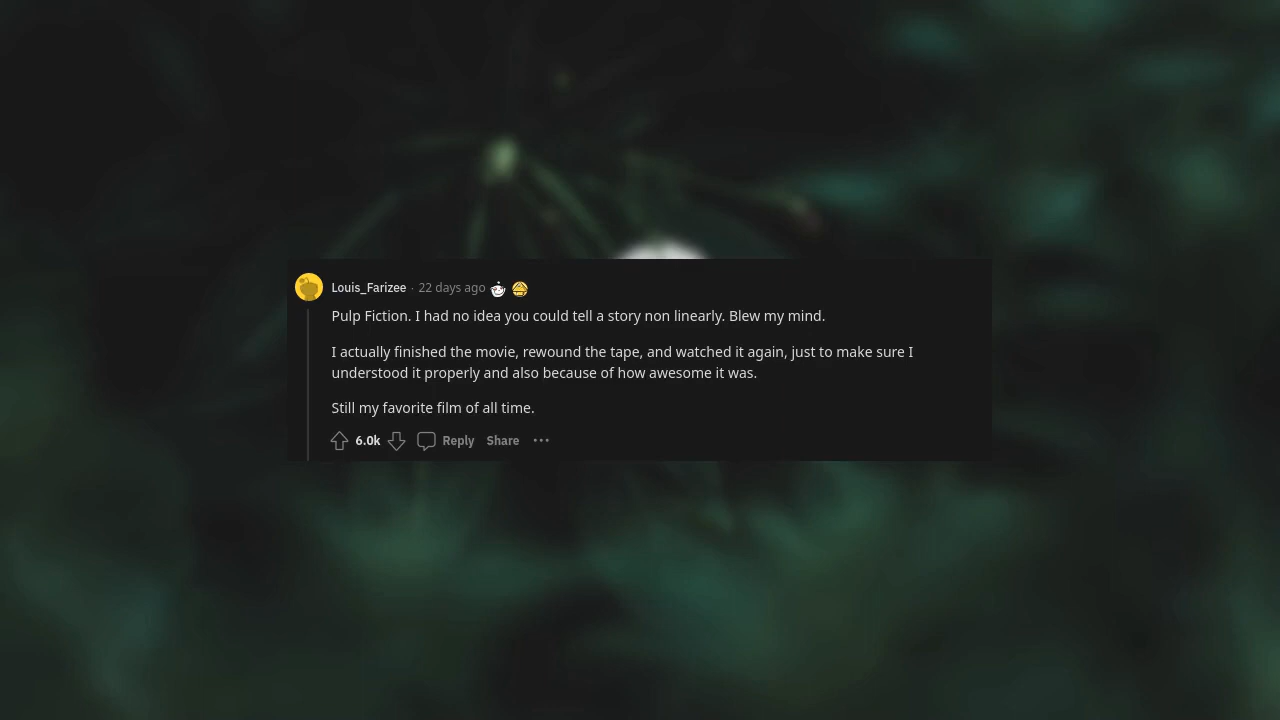 Louis_Farizee · 22 days ago
Pulp Fiction. I had no idea you could tell a story non linearly. Blew my mind.
I actually finished the movie, rewound the tape, and watched it again, just to make sure I
understood it properly and also because of how awesome it was.
Still my favorite film of all time.
6.0k Reply Share ···